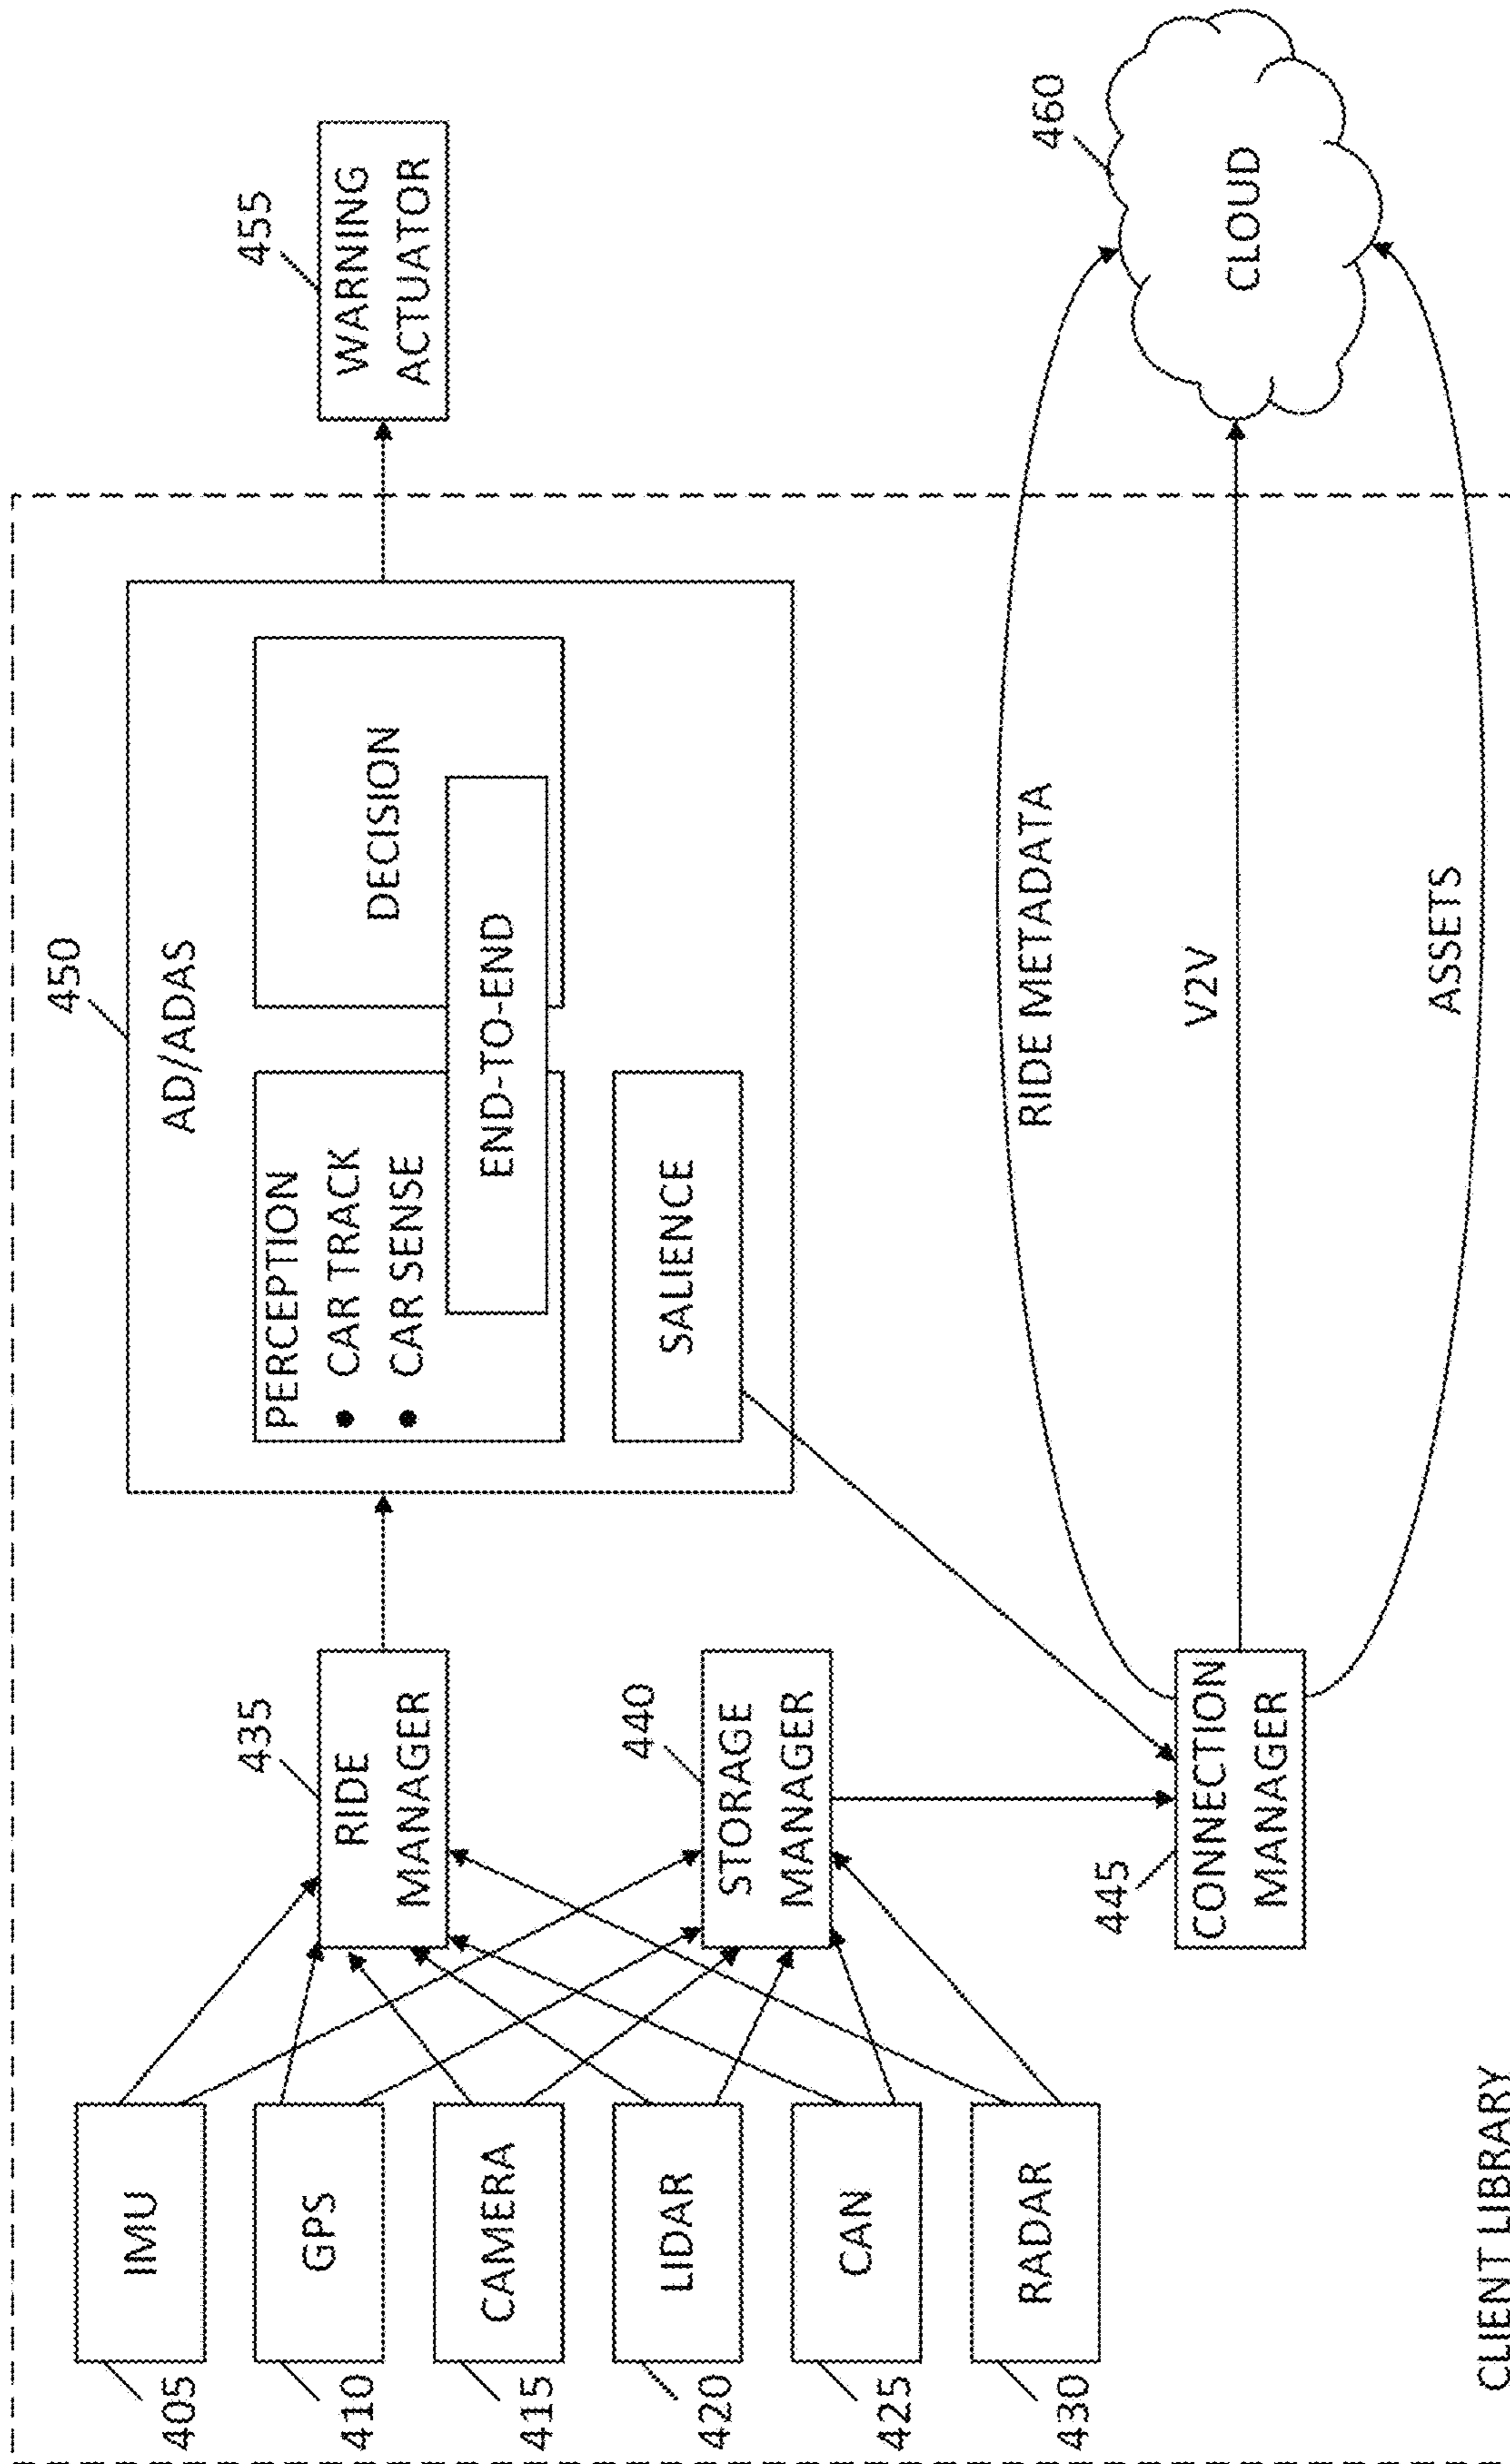 450
AD/ADAS
PERCEPTION
● CAR TRACK
● CAR SENSE
DECISION
END-TO-END
SALIENCE
455
WARNING
ACTUATOR
405
IMU
410
GPS
415
CAMERA
420
LIDAR
425
CAN
430
RADAR
435
RIDE
MANAGER
440
STORAGE
MANAGER
445
CONNECTION
MANAGER
RIDE METADATA
V2V
ASSETS
460
CLOUD
CLIENT LIBRARY